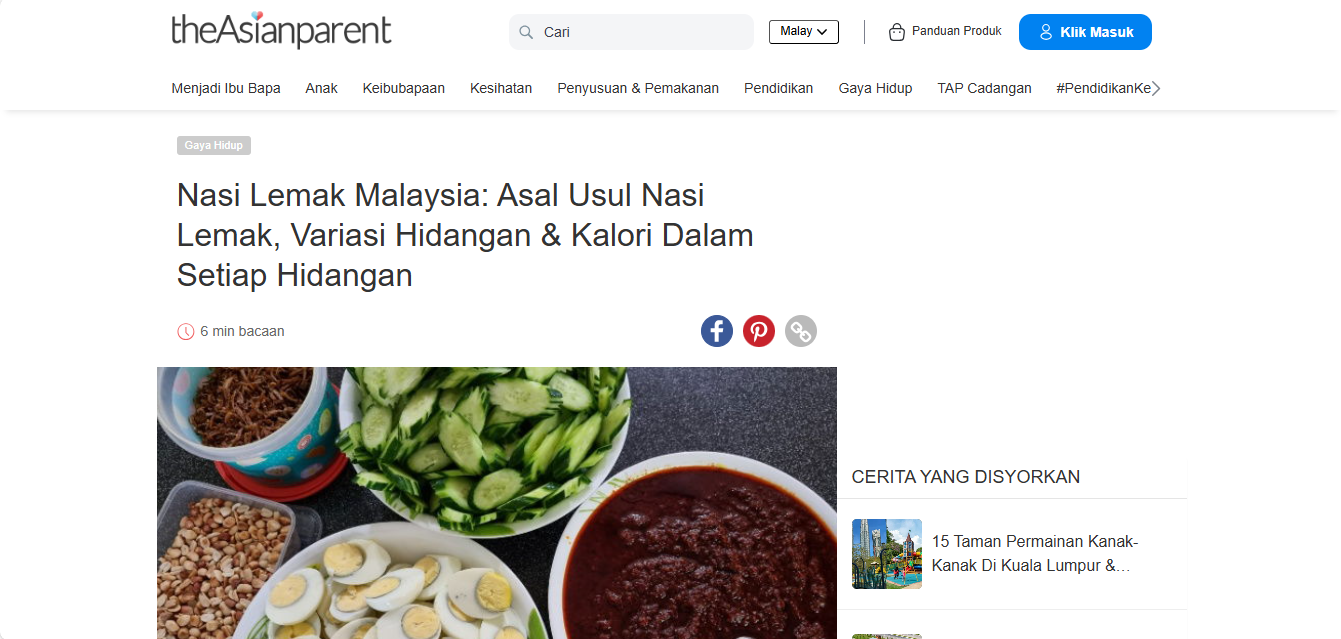 theAsianparent
Cari
Malay
Panduan Produk
Klik Masuk
Menjadi Ibu Bapa
Anak
Keibubapaan
Kesihatan
Penyusuan & Pemakanan
Pendidikan
Gaya Hidup
TAP Cadangan
#PendidikanKe
Gaya Hidup
Nasi Lemak Malaysia: Asal Usul Nasi
Lemak, Variasi Hidangan & Kalori Dalam
Setiap Hidangan
6 min bacaan
CERITA YANG DISYORKAN
15 Taman Permainan Kanak-
Kanak Di Kuala Lumpur &...